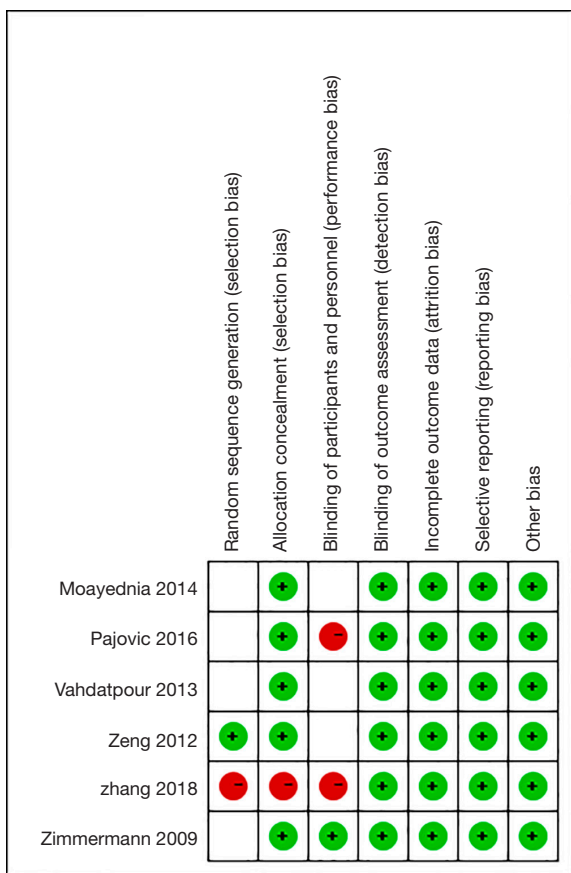 Random sequence generation (selection bias)
Allocation concealment (selection bias)
Blinding of participants and personnel (performance bias)
Blinding of outcome assessment (detection bias)
Incomplete outcome data (attrition bias)
Selective reporting (reporting bias)
Other bias
Moayednia 2014 + + + + +
Pajovic 2016 + - + + + +
Vahdatpour 2013 + + + + +
Zeng 2012 + + + + + +
zhang 2018 - - - + + + +
Zimmermann 2009 + + + + + +